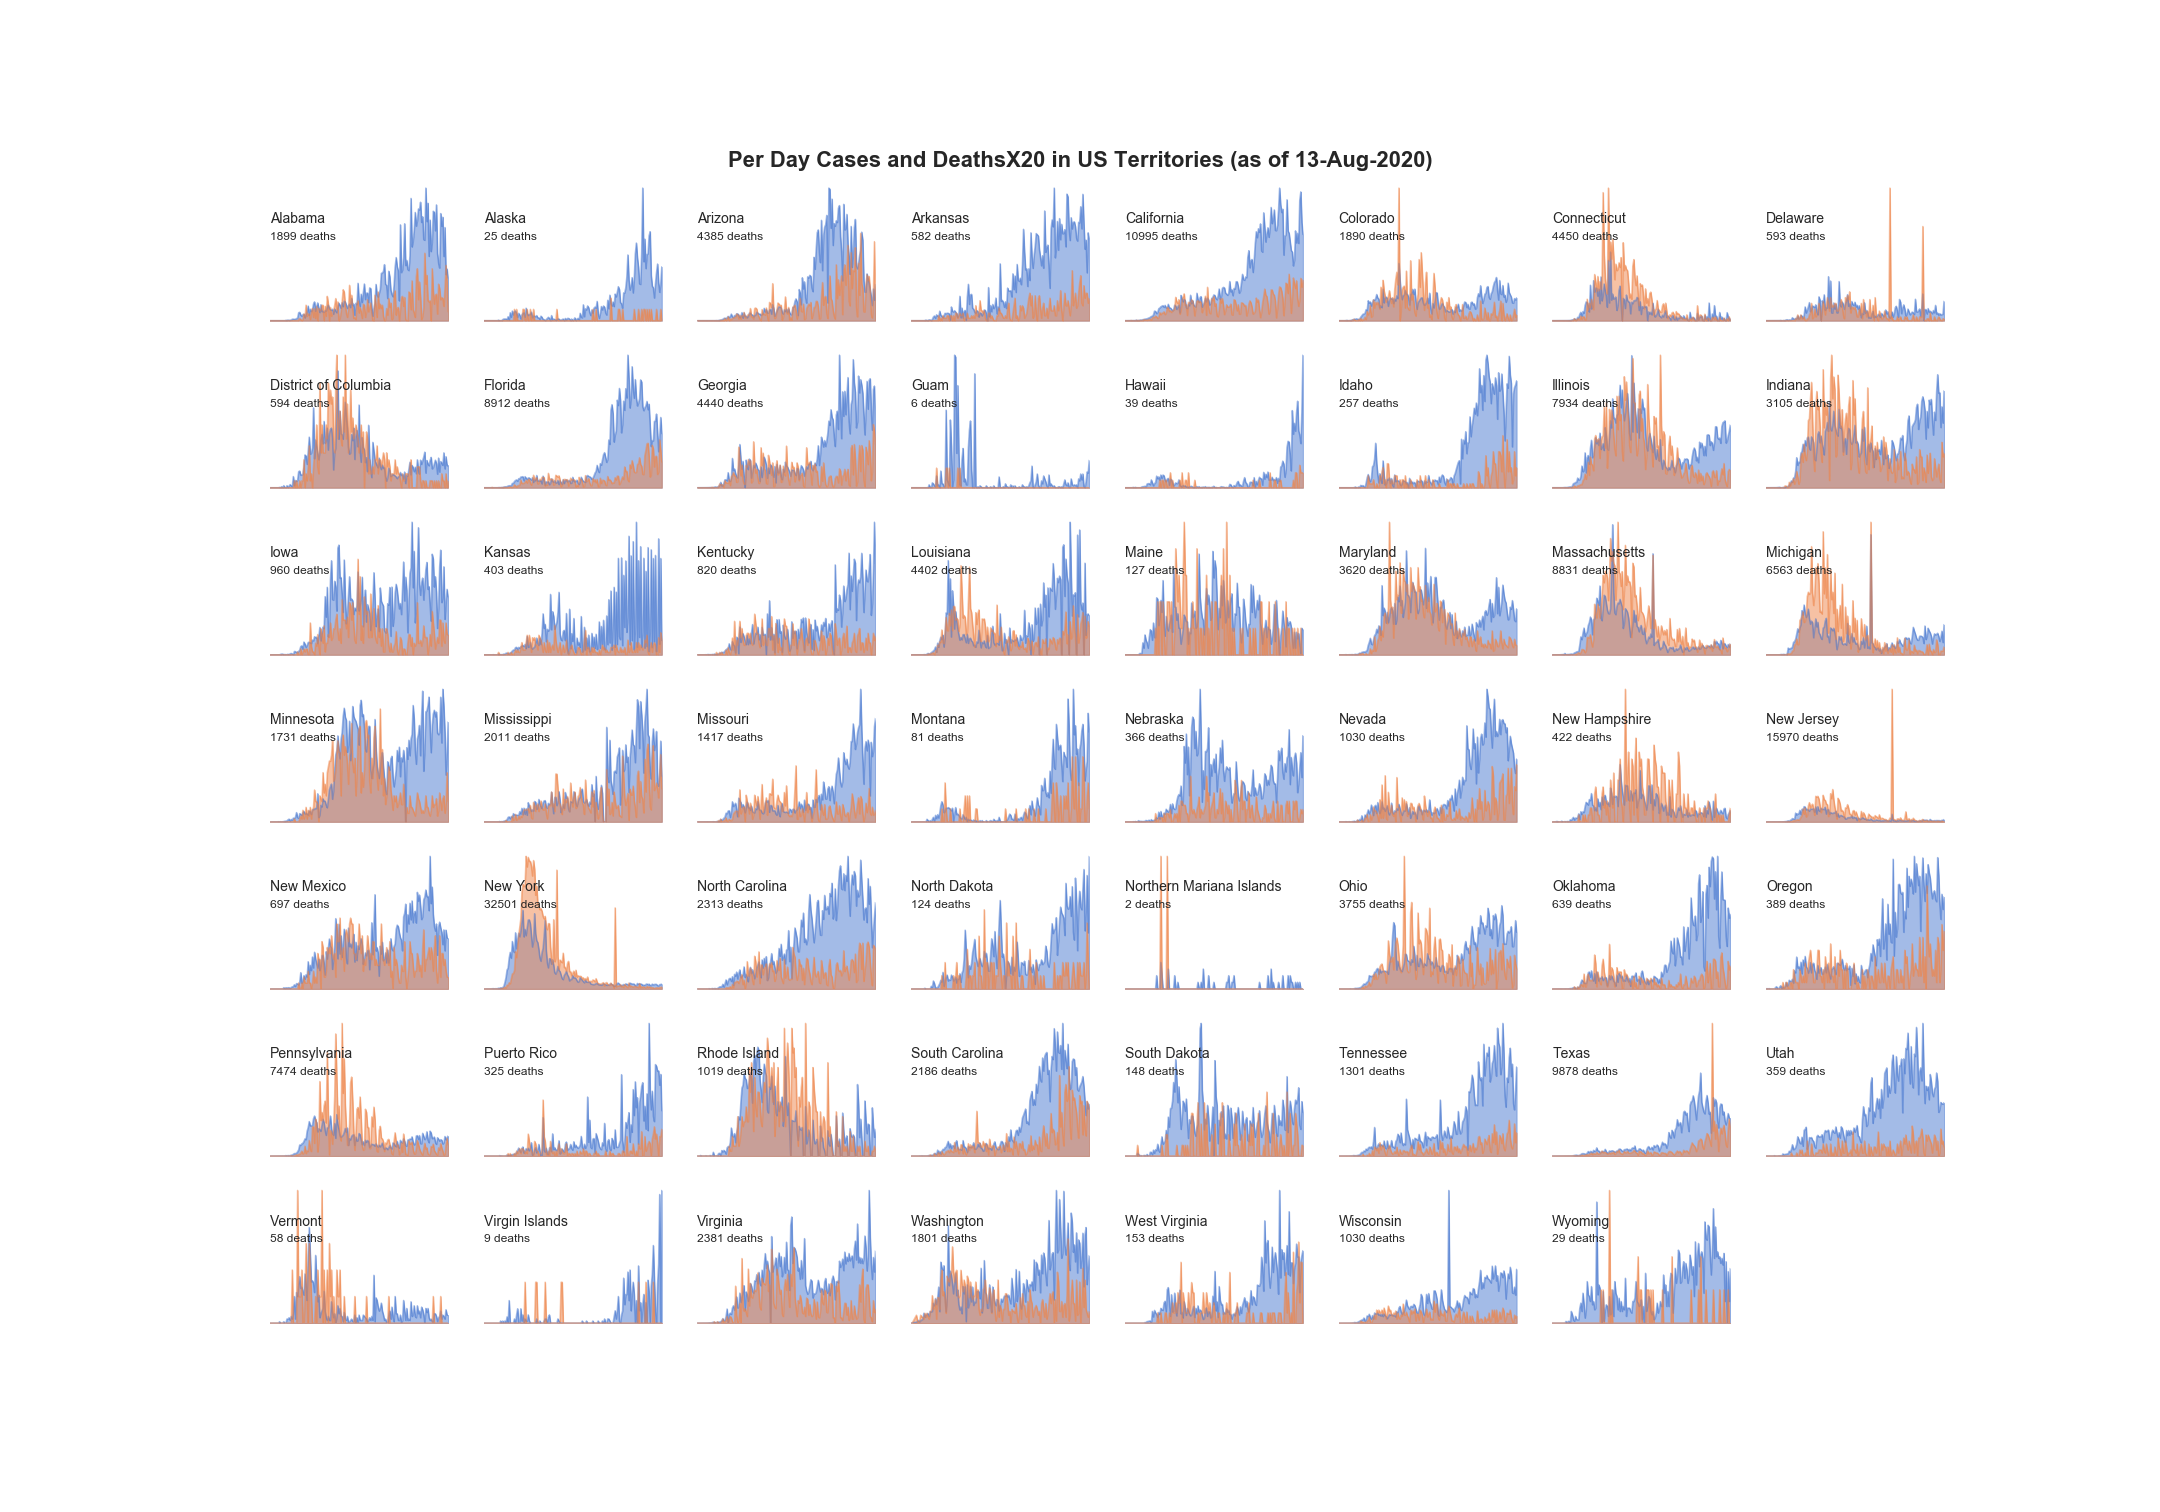 Per Day Cases and DeathsX20 in US Territories (as of 13-Aug-2020)
Alabama
1899 deaths
Alaska
25 deaths
Arizona
4385 deaths
Arkansas
582 deaths
California
10995 deaths
Colorado
1890 deaths
Connecticut
4450 deaths
Delaware
593 deaths
District of Columbia
594 deaths
Florida
8912 deaths
Georgia
4440 deaths
Guam
6 deaths
Hawaii
39 deaths
Idaho
257 deaths
Illinois
7934 deaths
Indiana
3105 deaths
Iowa
960 deaths
Kansas
403 deaths
Kentucky
820 deaths
Louisiana
4402 deaths
Maine
127 deaths
Maryland
3620 deaths
Massachusetts
8831 deaths
Michigan
6563 deaths
Minnesota
1731 deaths
Mississippi
2011 deaths
Missouri
1417 deaths
Montana
81 deaths
Nebraska
366 deaths
Nevada
1030 deaths
New Hampshire
422 deaths
New Jersey
15970 deaths
New Mexico
697 deaths
New York
32501 deaths
North Carolina
2313 deaths
North Dakota
124 deaths
Northern Mariana Islands
2 deaths
Ohio
3755 deaths
Oklahoma
639 deaths
Oregon
389 deaths
Pennsylvania
7474 deaths
Puerto Rico
325 deaths
Rhode Island
1019 deaths
South Carolina
2186 deaths
South Dakota
148 deaths
Tennessee
1301 deaths
Texas
9878 deaths
Utah
359 deaths
Vermont
58 deaths
Virgin Islands
9 deaths
Virginia
2381 deaths
Washington
1801 deaths
West Virginia
153 deaths
Wisconsin
1030 deaths
Wyoming
29 deaths